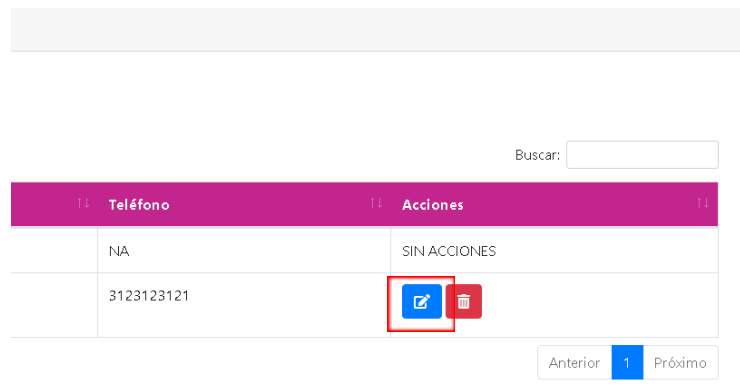 Buscar:
Teléfono Acciones
NA SIN ACCIONES
3123123121
Anterior 1 Próximo